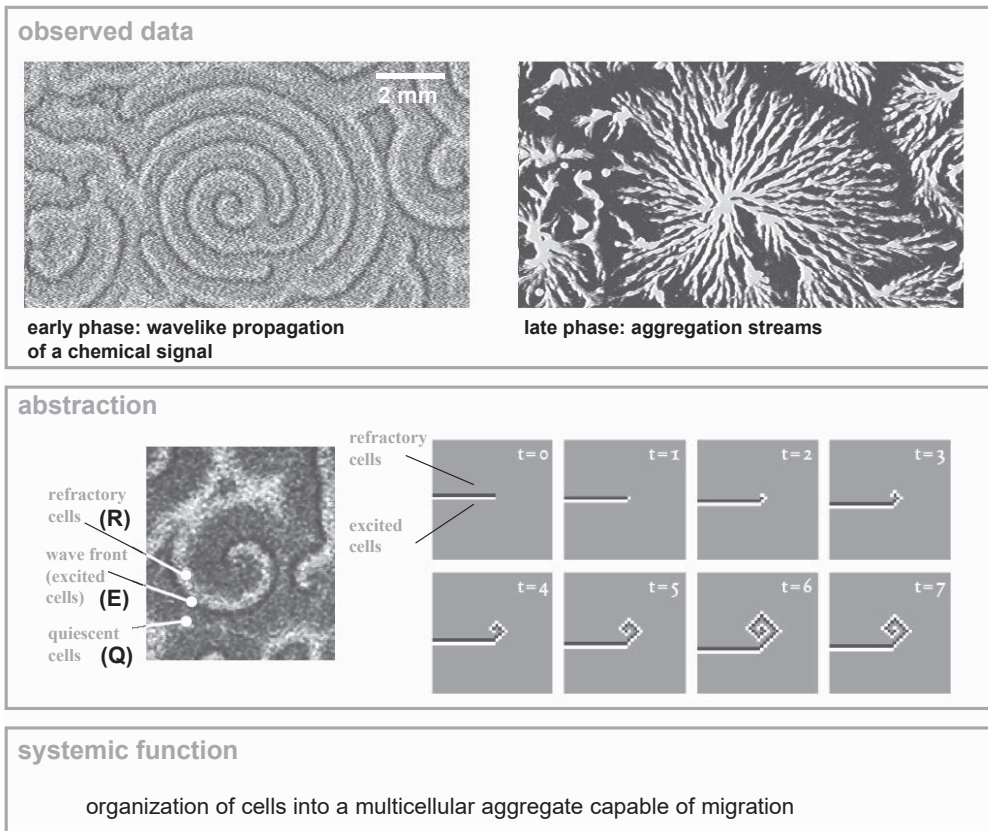 observed data
2 mm
early phase: wavelike propagation
of a chemical signal
late phase: aggregation streams
abstraction
refractory
cells (R)
wave front
(excited
cells) (E)
quiescent
cells (Q)
refractory
cells
excited
cells
t=0
t=1
t=2
t=3
t=4
t=5
t=6
t=7
systemic function
organization of cells into a multicellular aggregate capable of migration